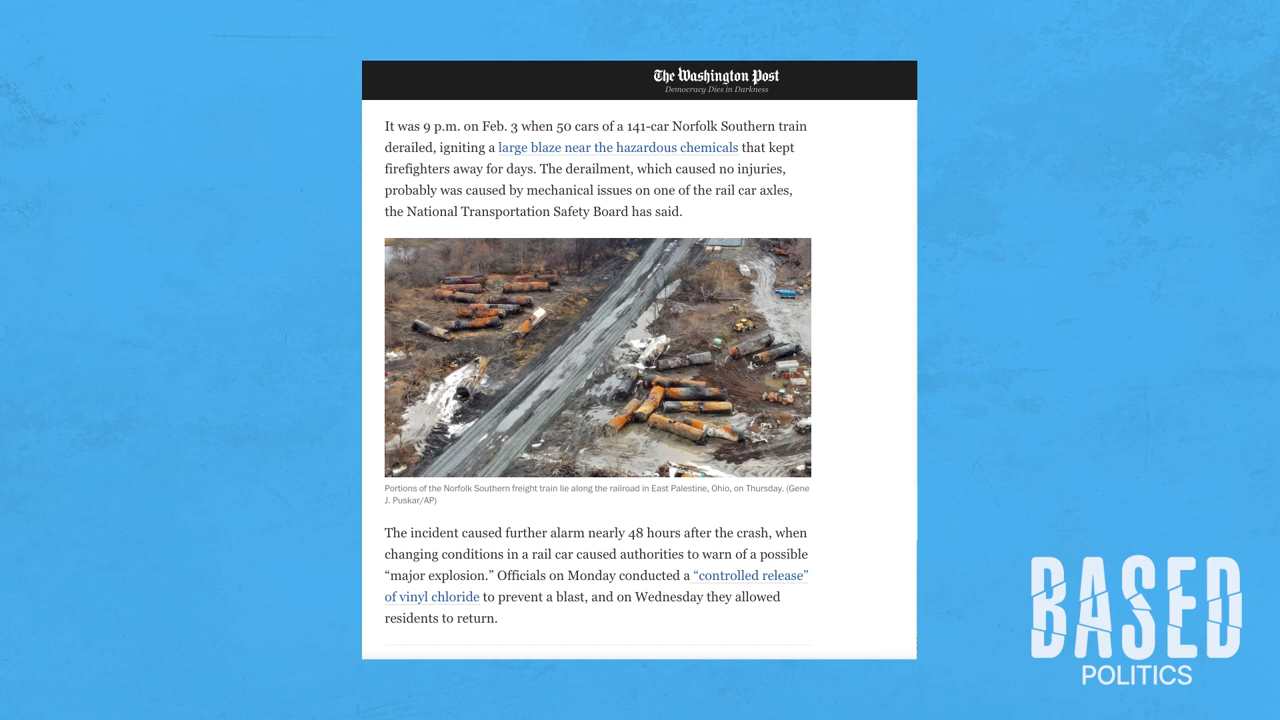 The Washington Post
Democracy Dies in Darkness
It was 9 p.m. on Feb. 3 when 50 cars of a 141-car Norfolk Southern train
derailed, igniting a large blaze near the hazardous chemicals that kept
firefighters away for days. The derailment, which caused no injuries,
probably was caused by mechanical issues on one of the rail car axles,
the National Transportation Safety Board has said.
Portions of the Norfolk Southern freight train lie along the railroad in East Palestine, Ohio, on Thursday. (Gene
J. Puskar/AP)
The incident caused further alarm nearly 48 hours after the crash, when
changing conditions in a rail car caused authorities to warn of a possible
“major explosion.” Officials on Monday conducted a “controlled release”
of vinyl chloride to prevent a blast, and on Wednesday they allowed
residents to return.
BASED
POLITICS